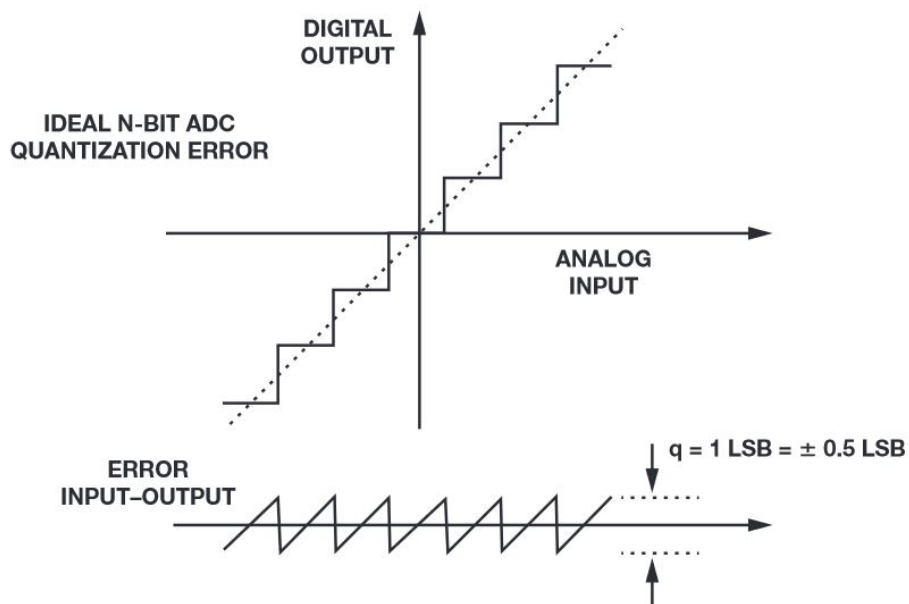 DIGITAL
OUTPUT
IDEAL N-BIT ADC
QUANTIZATION ERROR
ANALOG
INPUT
q = 1 LSB = ± 0.5 LSB
ERROR
INPUT–OUTPUT